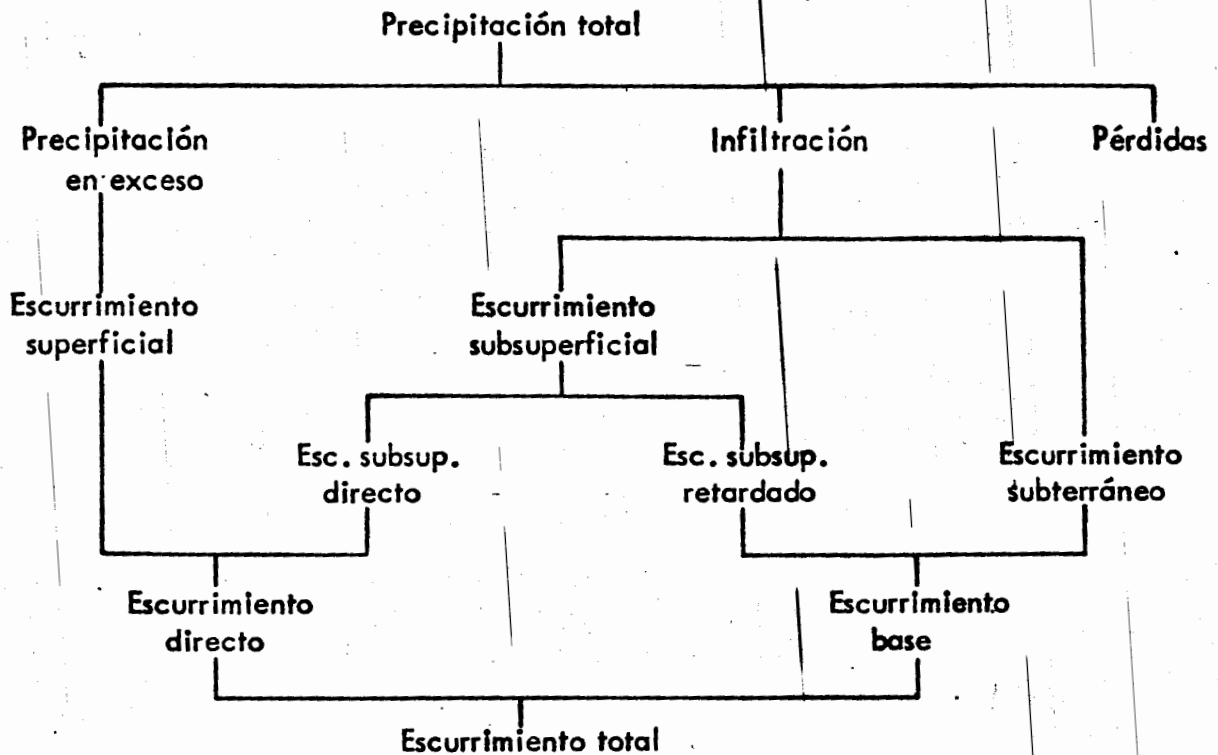 Precipitación total
Precipitación
en exceso
Infiltración
Pérdidas
Escurrimiento
superficial
Escurrimiento
subsuperficial
Esc. subsup.
directo
Esc. subsup.
retardado
Escurrimiento
subterráneo
Escurrimiento
directo
Escurrimiento
base
Escurrimiento total